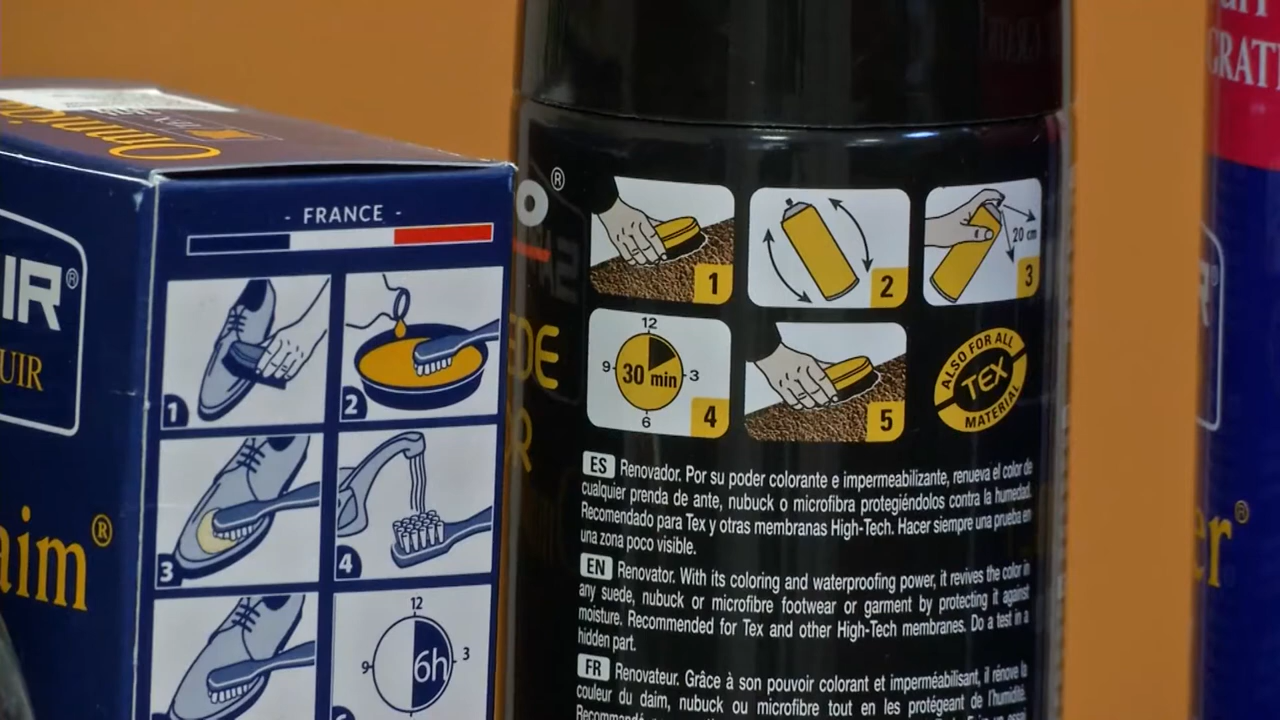 Omnidaim
- FRANCE -
IR®
UIR
1
2
3
4
12
9
3
6h
aim®
®
EDE
R
1
2
20 cm
3
12
9
30 min
3
6
4
5
ALSO FOR ALL
TEX
MATERIAL
ES Renovador. Por su poder colorante e impermeabilizante, renueva el color de
cualquier prenda de ante, nubuck o microfibra protegiéndolos contra la humedad.
Recomendado para Tex y otras membranas High-Tech. Hacer siempre una prueba en
una zona poco visible.
EN Renovator. With its coloring and waterproofing power, it revives the color in
any suede, nubuck or microfibre footwear or garment by protecting it against
moisture. Recommended for Tex and other High-Tech membranes. Do a test in a
hidden part.
FR Renovateur. Grâce à son pouvoir colorant et imperméabilisant, il rénove la
couleur du daim, nubuck ou microfibre tout en les protégeant de l'humidité.
GRATI
R®
er®